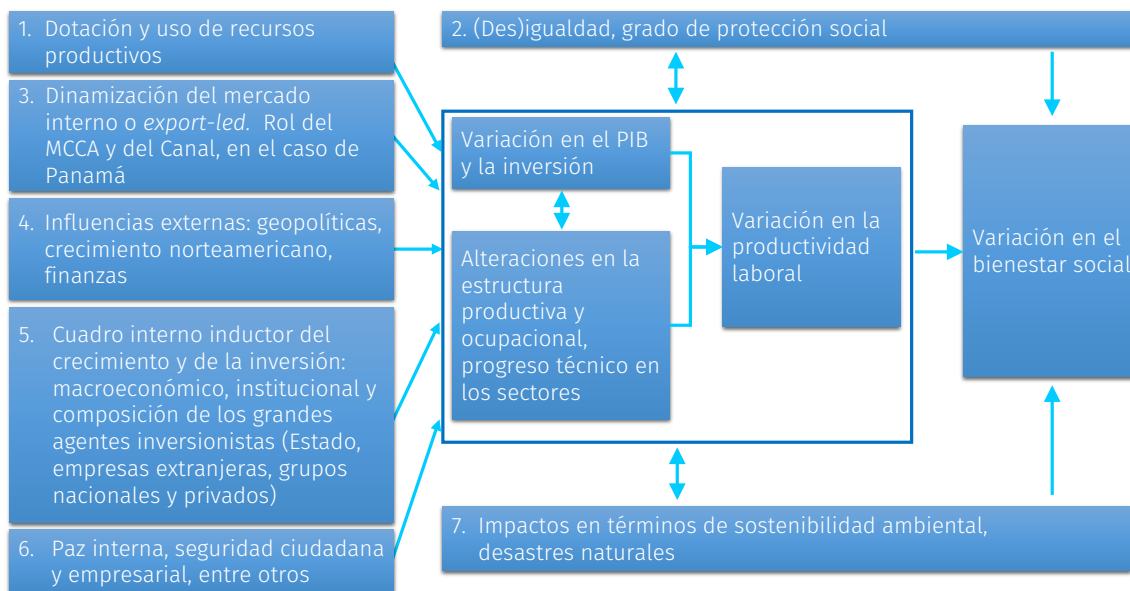 1. Dotación y uso de recursos
productivos
2. (Des)igualdad, grado de protección social
3. Dinamización del mercado
interno o export-led. Rol del
MCCA y del Canal, en el caso de
Panamá
4. Influencias externas: geopolíticas,
crecimiento norteamericano,
finanzas
5. Cuadro interno inductor del
crecimiento y de la inversión:
macroeconómico, institucional y
composición de los grandes
agentes inversionistas (Estado,
empresas extranjeras, grupos
nacionales y privados)
6. Paz interna, seguridad ciudadana
y empresarial, entre otros
Variación en el PIB
y la inversión
Alteraciones en la
estructura
productiva y
ocupacional,
progreso técnico en
los sectores
Variación en la
productividad
laboral
Variación en el
bienestar social
7. Impactos en términos de sostenibilidad ambiental,
desastres naturales